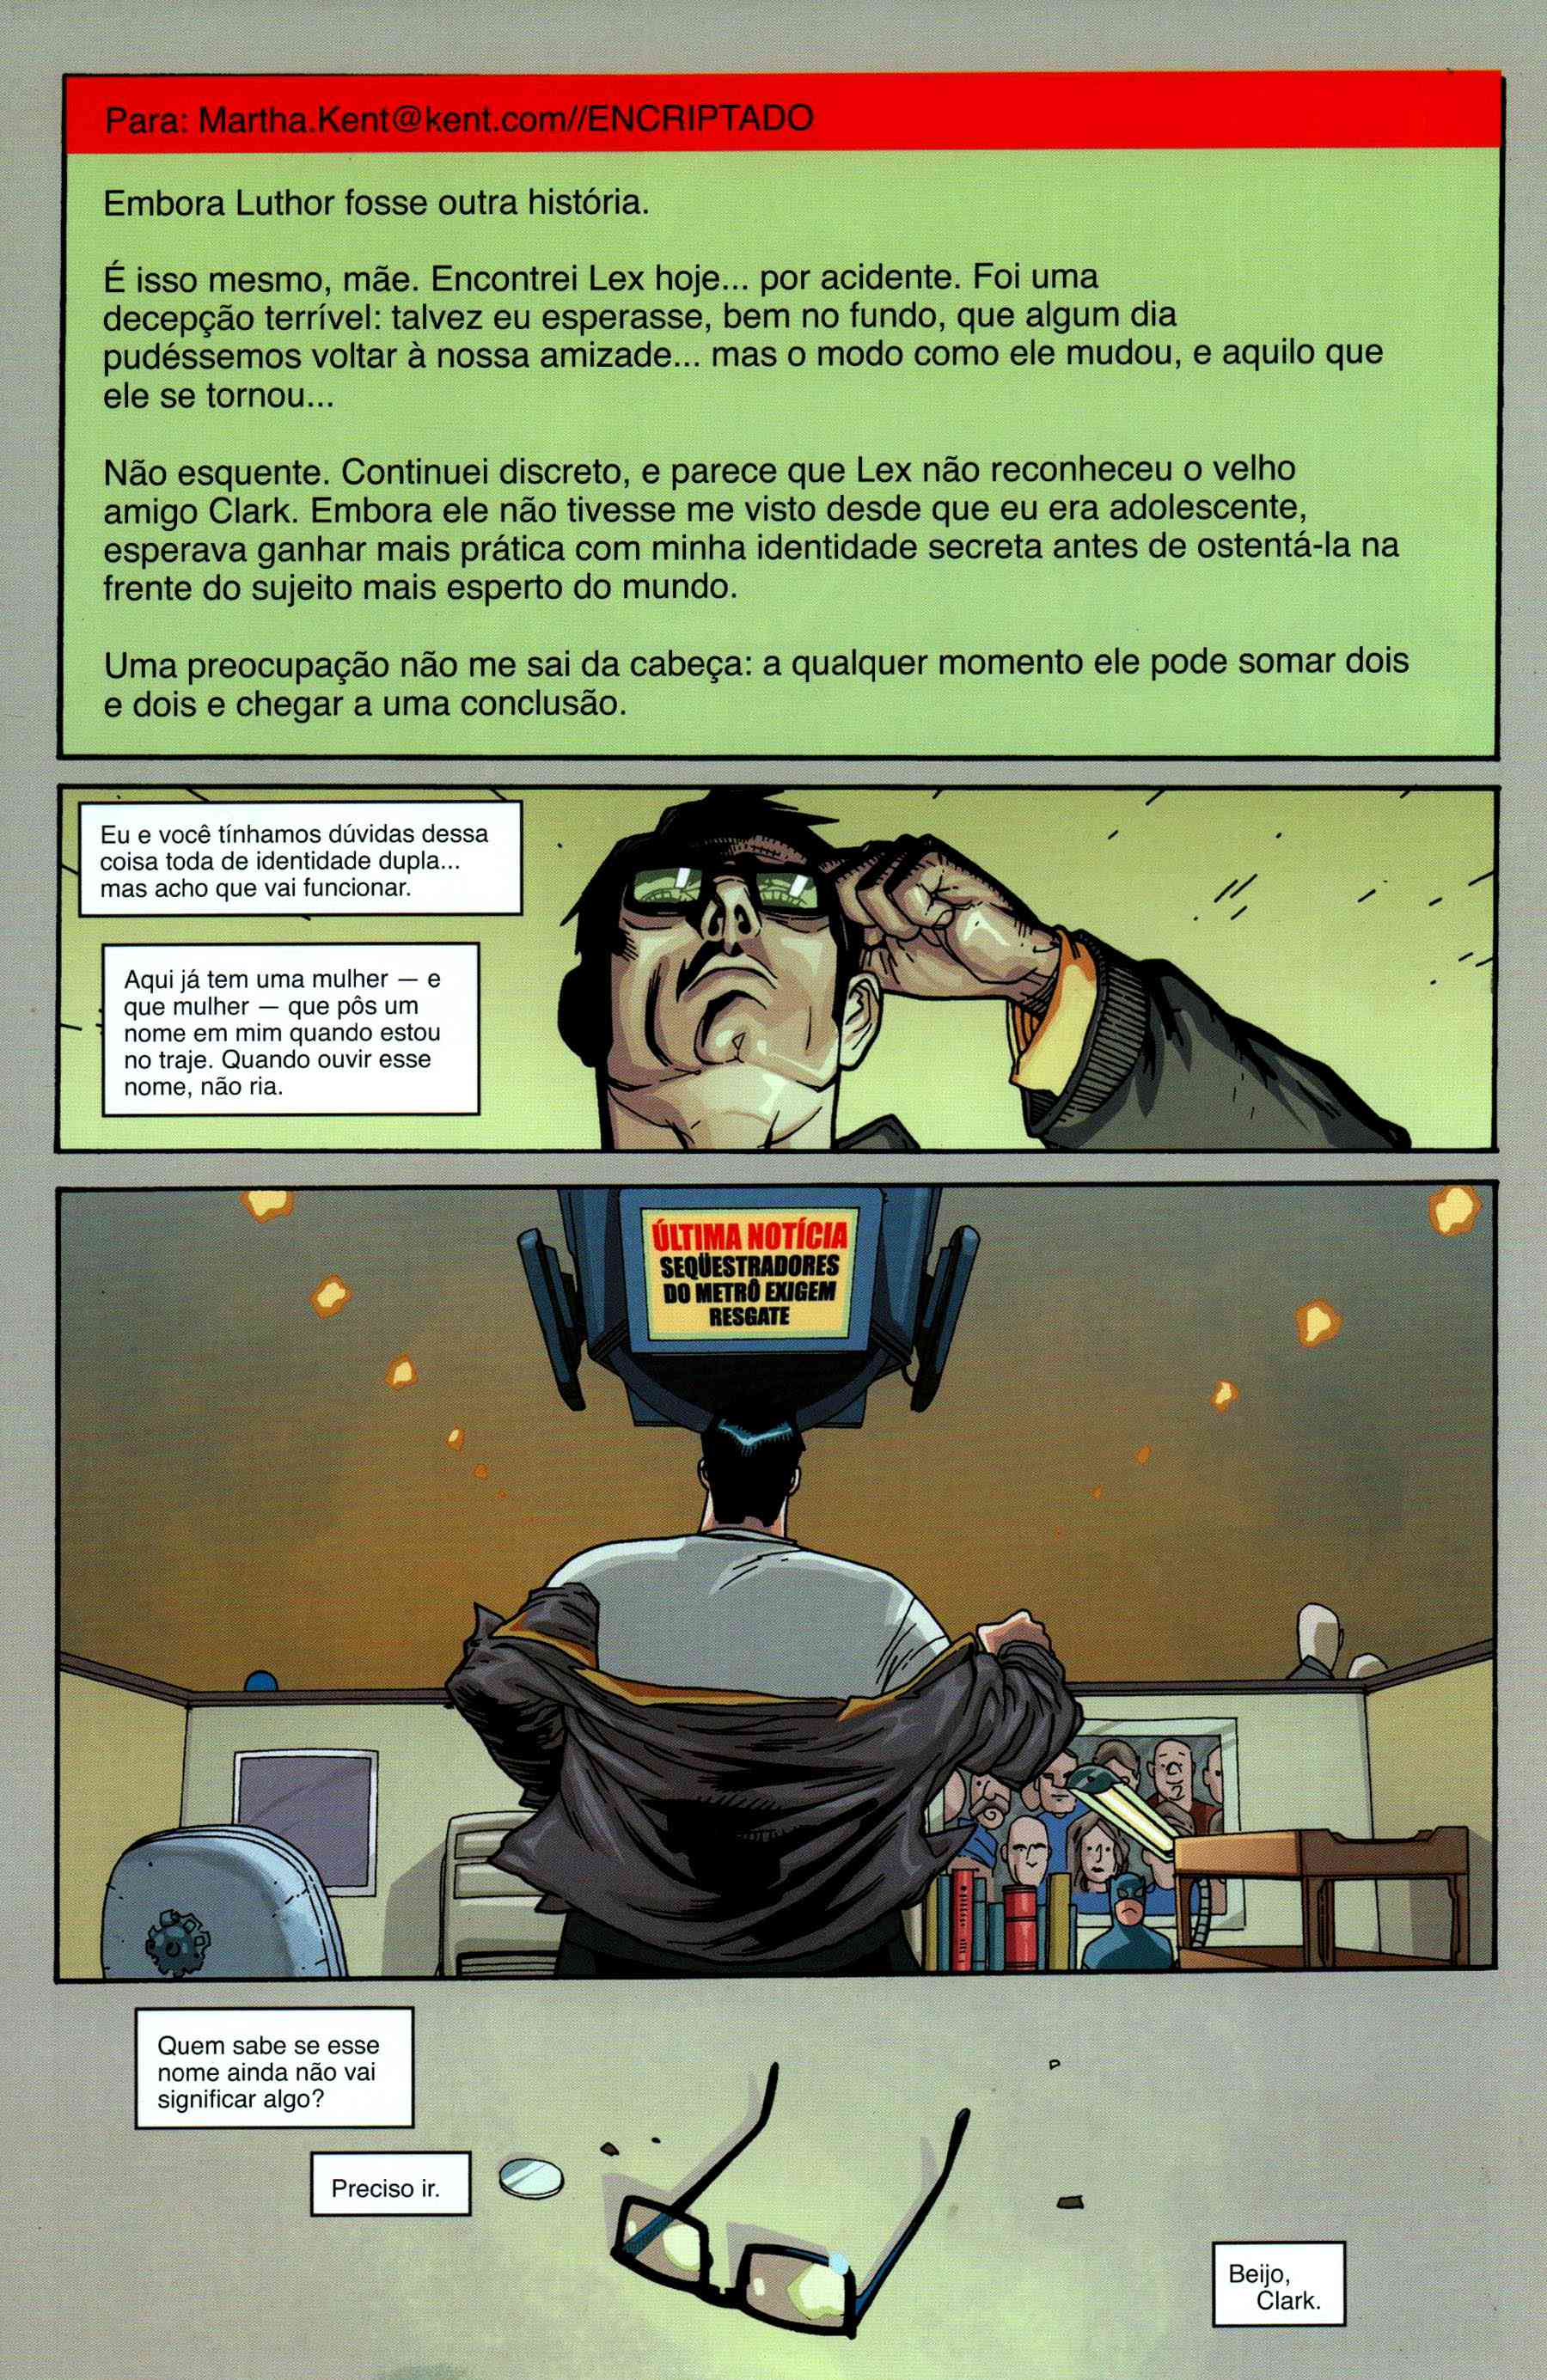 Para: Martha.Kent@kent.com//ENCRIPTADO
Embora Luthor fosse outra história.
É isso mesmo, mãe. Encontrei Lex hoje... por acidente. Foi uma
decepção terrível: talvez eu esperasse, bem no fundo, que algum dia
pudéssemos voltar à nossa amizade... mas o modo como ele mudou, e aquilo que
ele se tornou...
Não esquente. Continuei discreto, e parece que Lex não reconheceu o velho
amigo Clark. Embora ele não tivesse me visto desde que eu era adolescente,
esperava ganhar mais prática com minha identidade secreta antes de ostentá-la na
frente do sujeito mais esperto do mundo.
Uma preocupação não me sai da cabeça: a qualquer momento ele pode somar dois
e dois e chegar a uma conclusão.
Eu e você tínhamos dúvidas dessa
coisa toda de identidade dupla...
mas acho que vai funcionar.
Aqui já tem uma mulher — e
que mulher — que pôs um
nome em mim quando estou
no traje. Quando ouvir esse
nome, não ria.
ÚLTIMA NOTÍCIA
SEQÜESTRADORES
DO METRÔ EXIGEM
RESGATE
Quem sabe se esse
nome ainda não vai
significar algo?
Preciso ir.
Beijo,
Clark.